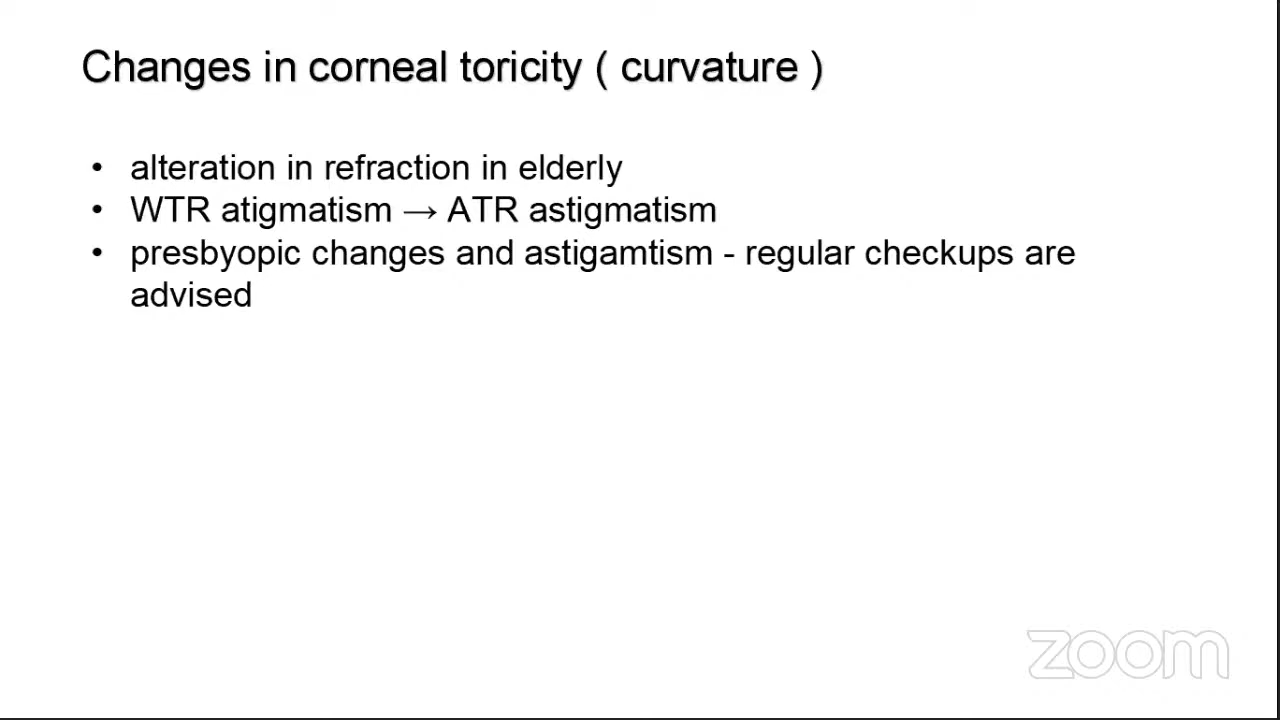 Changes in corneal toricity ( curvature )
• alteration in refraction in elderly
• WTR atigmatism → ATR astigmatism
• presbyopic changes and astigamtism - regular checkups are
advised
zoom